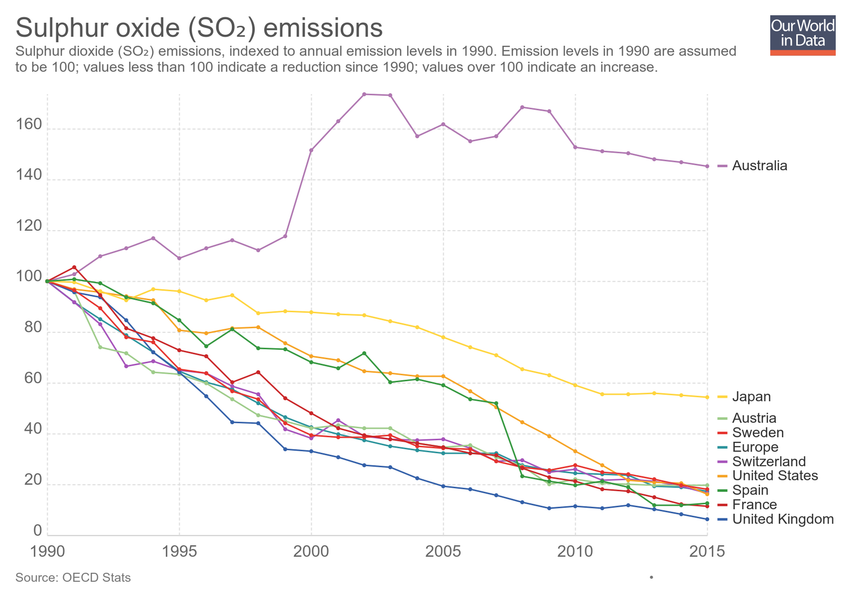 Sulphur oxide (SO₂) emissions
Our World
in Data
Sulphur dioxide (SO₂) emissions, indexed to annual emission levels in 1990. Emission levels in 1990 are assumed
to be 100; values less than 100 indicate a reduction since 1990; values over 100 indicate an increase.
160
140
120
100
80
60
40
20
0
Australia
Japan
Austria
Sweden
Europe
Switzerland
United States
Spain
France
United Kingdom
1990
1995
2000
2005
2010
2015
Source: OECD Stats